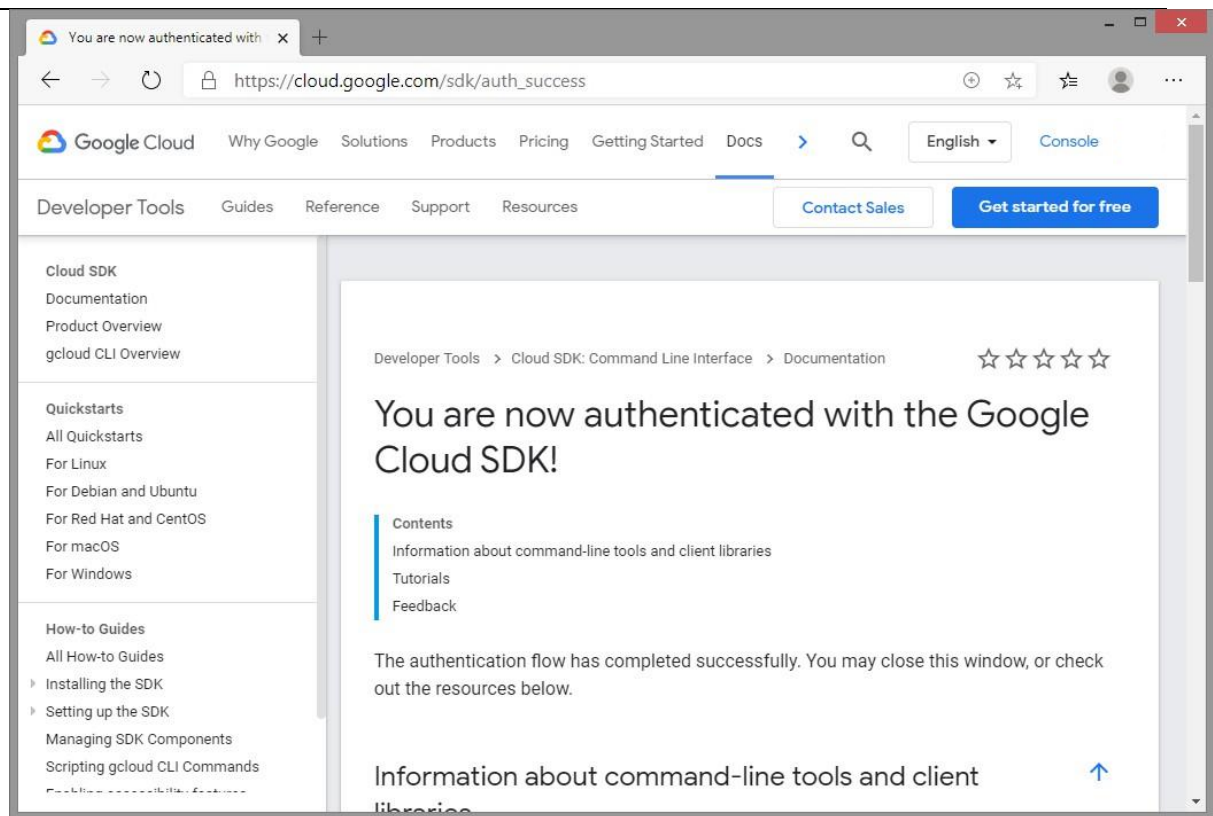 You are now authenticated with
https://cloud.google.com/sdk/auth_success
Google Cloud Why Google Solutions Products Pricing Getting Started Docs English Console
Developer Tools Guides Reference Support Resources Contact Sales Get started for free
Cloud SDK
Documentation
Product Overview
gcloud CLI Overview
Quickstarts
All Quickstarts
For Linux
For Debian and Ubuntu
For Red Hat and CentOS
For macOS
For Windows
How-to Guides
All How-to Guides
Installing the SDK
Setting up the SDK
Managing SDK Components
Scripting gcloud CLI Commands
Enabling accessibility features
Developer Tools > Cloud SDK: Command Line Interface > Documentation
You are now authenticated with the Google
Cloud SDK!
Contents
Information about command-line tools and client libraries
Tutorials
Feedback
The authentication flow has completed successfully. You may close this window, or check
out the resources below.
Information about command-line tools and client
libraries